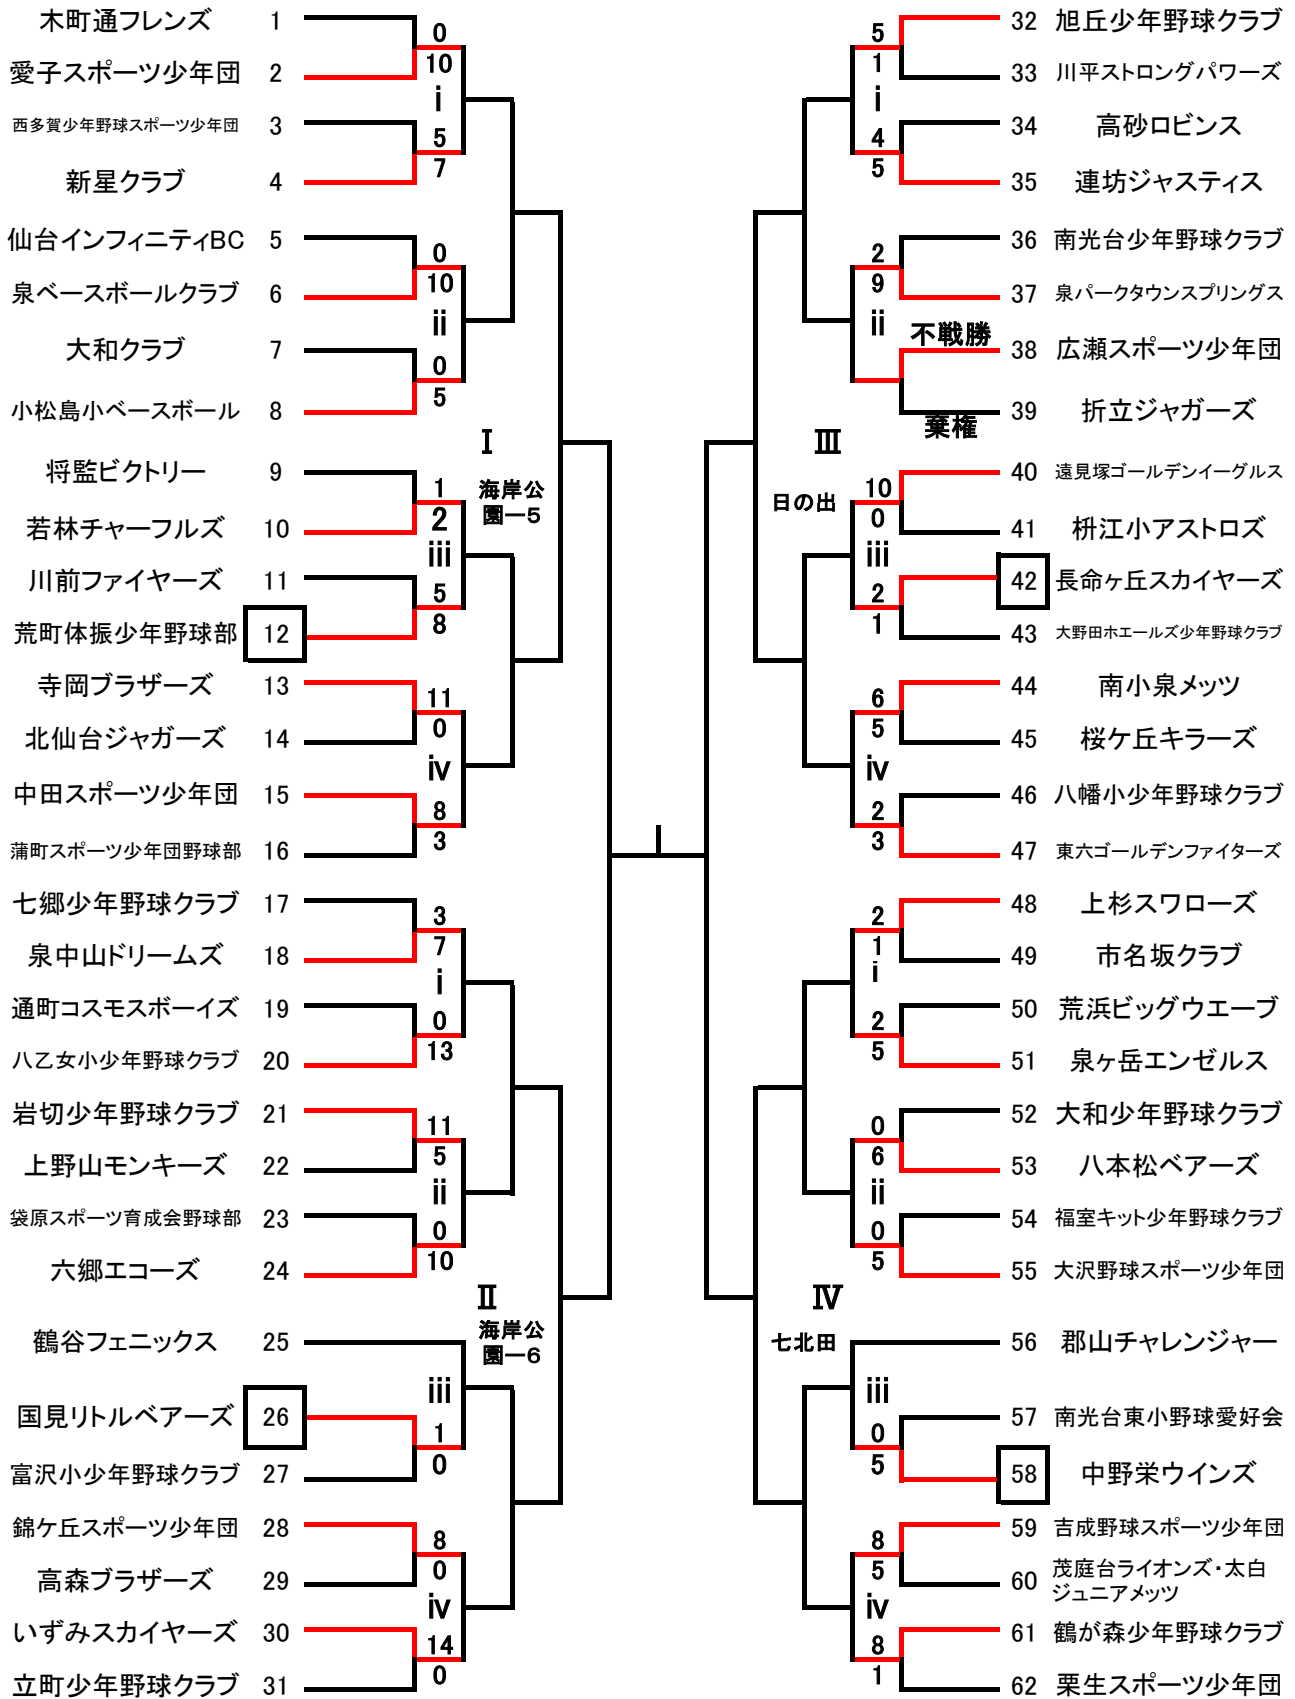 木町通フレンズ 1
0
愛子スポーツ少年団 2
10
i
西多賀少年野球スポーツ少年団 3
5
新星クラブ 4
7
仙台インフィニティBC 5
0
泉ベースボールクラブ 6
10
ii
大和クラブ 7
0
小松島小ベースボール 8
5
Ⅰ
海岸公
園ー5
将監ビクトリー 9
1
若林チャーフルズ 10
2
iii
川前ファイヤーズ 11
5
荒町体振少年野球部 12
8
寺岡ブラザーズ 13
11
北仙台ジャガーズ 14
0
iv
中田スポーツ少年団 15
8
蒲町スポーツ少年団野球部 16
3
七郷少年野球クラブ 17
3
泉中山ドリームズ 18
7
i
通町コスモスボーイズ 19
0
八乙女小少年野球クラブ 20
13
岩切少年野球クラブ 21
11
上野山モンキーズ 22
5
ii
袋原スポーツ育成会野球部 23
0
六郷エコーズ 24
10
Ⅱ
海岸公
園ー6
鶴谷フェニックス 25
iii
国見リトルベアーズ 26
1
富沢小少年野球クラブ 27
0
錦ケ丘スポーツ少年団 28
8
高森ブラザーズ 29
0
iv
いずみスカイヤーズ 30
14
立町少年野球クラブ 31
0
32 旭丘少年野球クラブ
5
33 川平ストロングパワーズ
1
i
34 高砂ロビンス
4
35 連坊ジャスティス
5
36 南光台少年野球クラブ
2
37 泉パークタウンスプリングス
9
ii
不戦勝
38 広瀬スポーツ少年団
39 折立ジャガーズ
棄権
Ⅲ
日の出
40 遠見塚ゴールデンイーグルス
10
41 枡江小アストロズ
0
iii
42 長命ヶ丘スカイヤーズ
2
43 大野田ホエールズ少年野球クラブ
1
44 南小泉メッツ
6
45 桜ケ丘キラーズ
5
iv
46 八幡小少年野球クラブ
2
47 東六ゴールデンファイターズ
3
48 上杉スワローズ
2
49 市名坂クラブ
1
i
50 荒浜ビッグウエーブ
2
51 泉ヶ岳エンゼルス
5
52 大和少年野球クラブ
0
53 八本松ベアーズ
6
ii
54 福室キット少年野球クラブ
0
55 大沢野球スポーツ少年団
5
Ⅳ
七北田
56 郡山チャレンジャー
iii
57 南光台東小野球愛好会
0
58 中野栄ウインズ
5
59 吉成野球スポーツ少年団
8
60 茂庭台ライオンズ・太白
ジュニアメッツ
5
iv
61 鶴が森少年野球クラブ
8
62 栗生スポーツ少年団
1